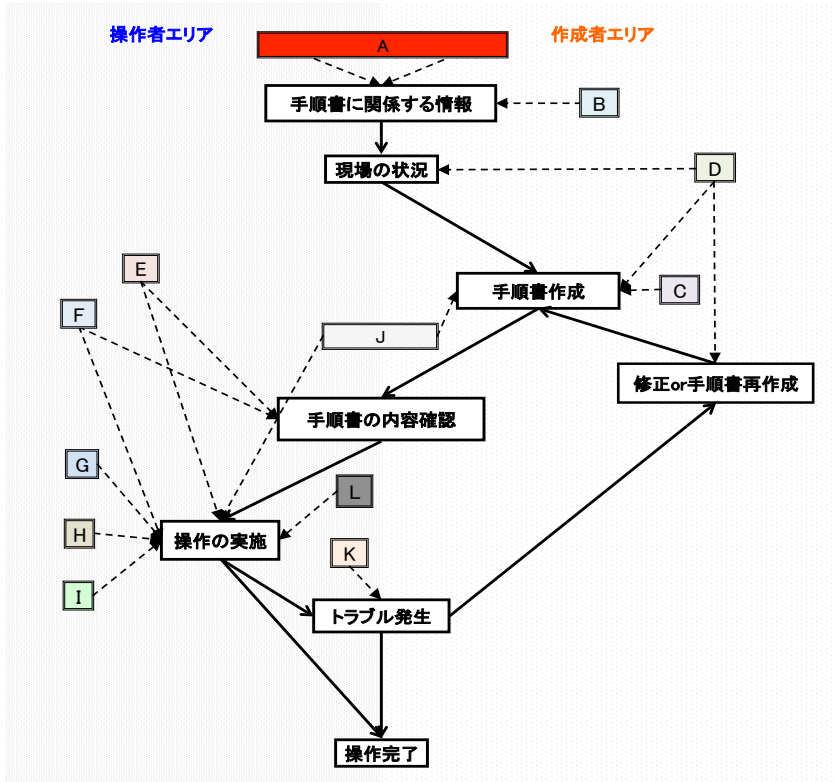 操作者エリア
作成者エリア
A
手順書に関係する情報
B
現場の状況
D
E
手順書作成
C
F
J
修正or手順書再作成
手順書の内容確認
G
L
H
操作の実施
K
I
トラブル発生
操作完了